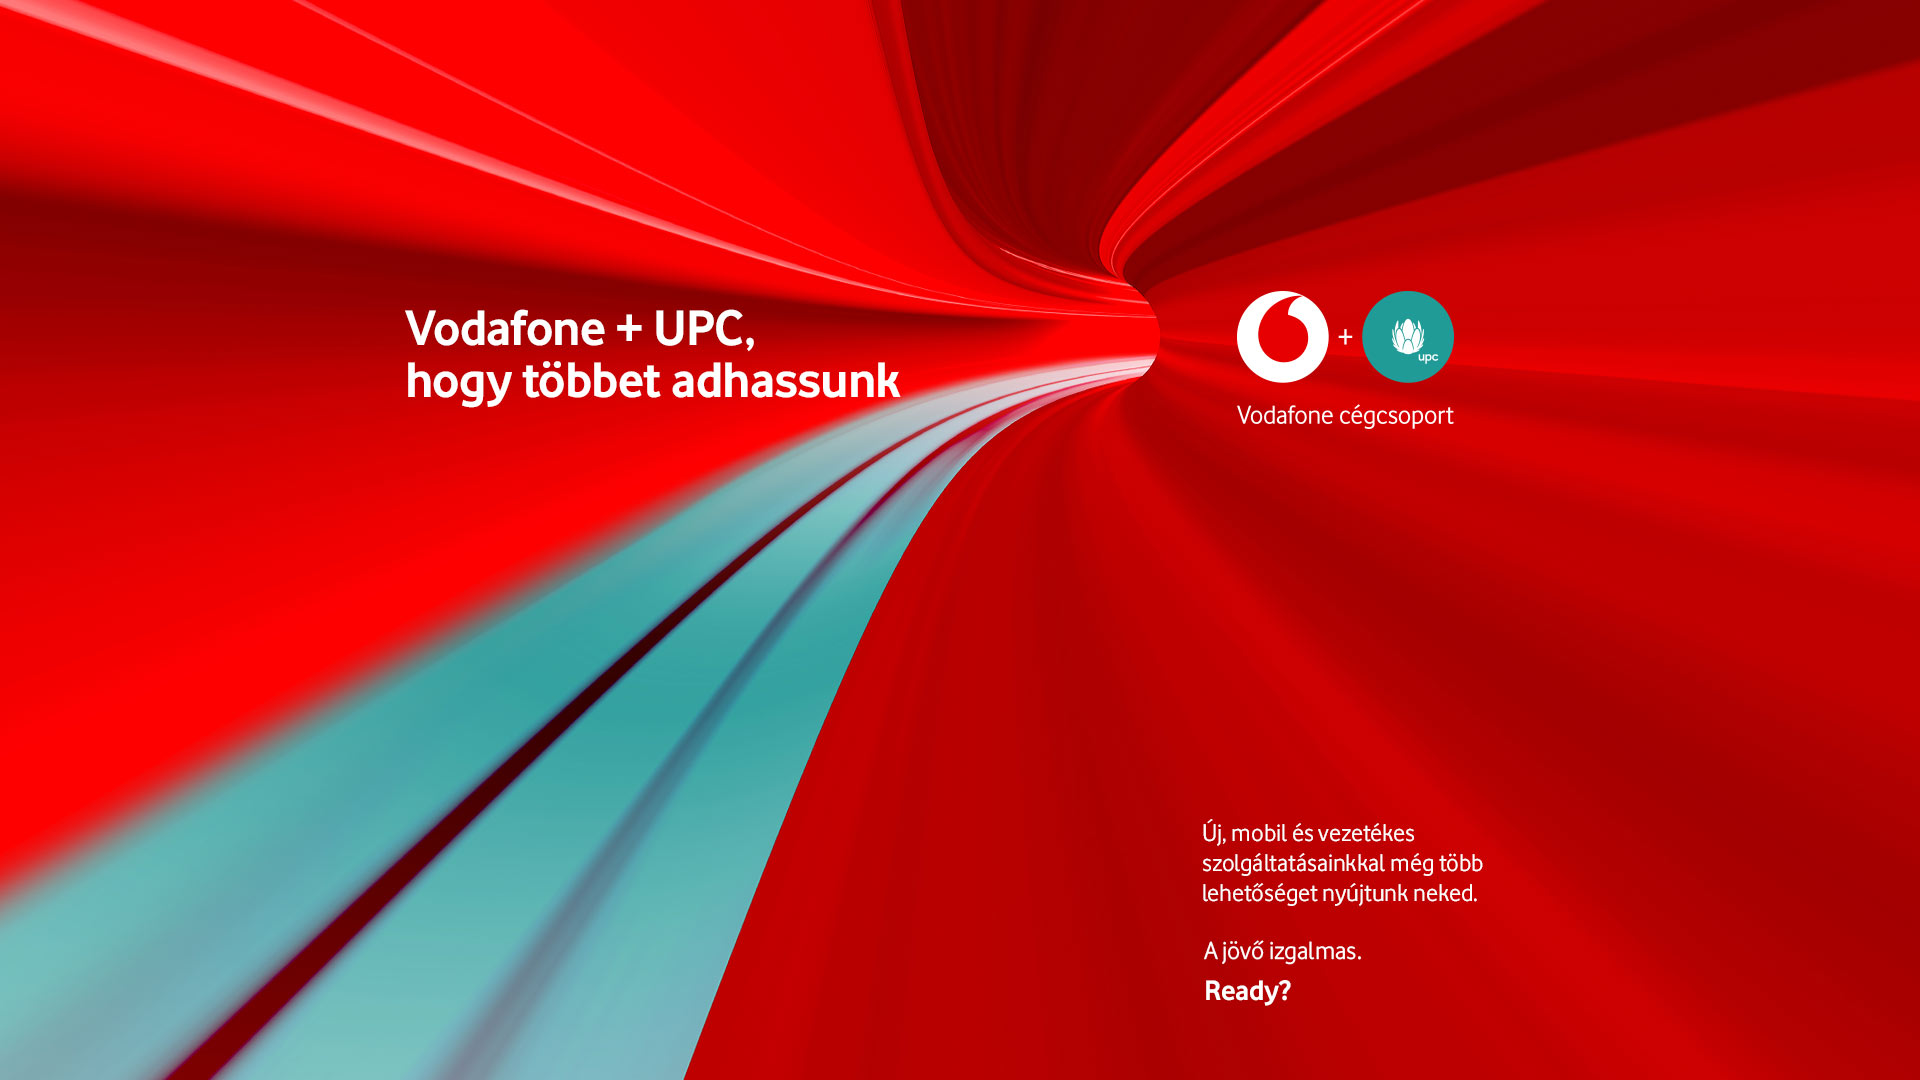 Vodafone + UPC,
hogy többet adhassunk
+
upc
Vodafone cégcsoport
Új, mobil és vezetékes
szolgáltatásainkkal még több
lehetőséget nyújtunk neked.
A jövő izgalmas.
Ready?